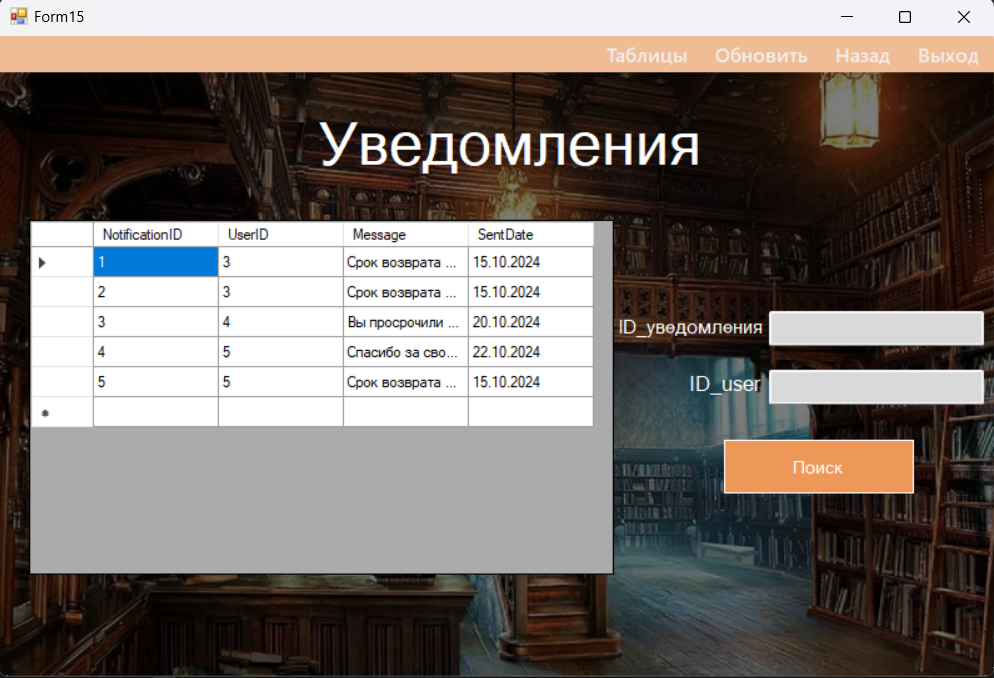 Form15
Таблицы Обновить Назад Выход
Уведомления
NotificationID UserID Message SentDate
1 3 Срок возврата ... 15.10.2024
2 3 Срок возврата ... 15.10.2024
3 4 Вы просрочили ... 20.10.2024
4 5 Спасибо за сво... 22.10.2024
5 5 Срок возврата ... 15.10.2024
ID_уведомления
ID_user
Поиск